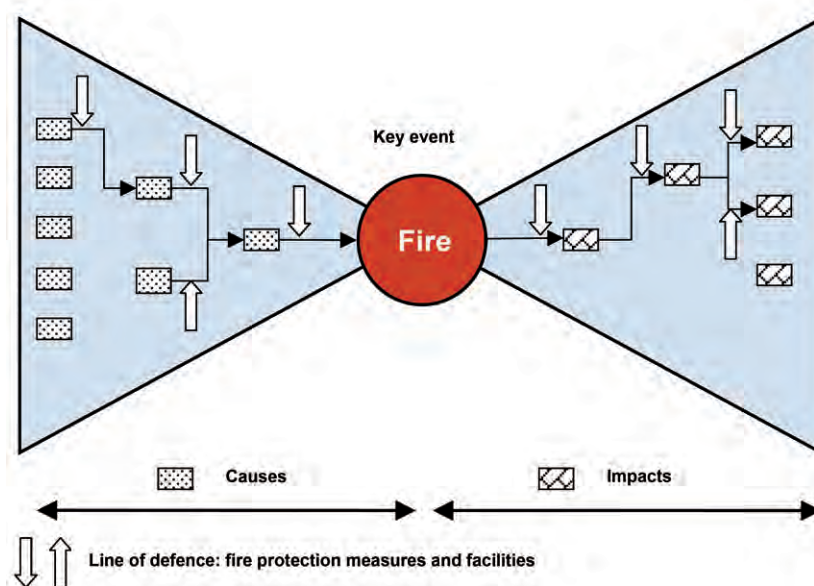 Key event
Fire
Causes
Impacts
Line of defence: fire protection measures and facilities